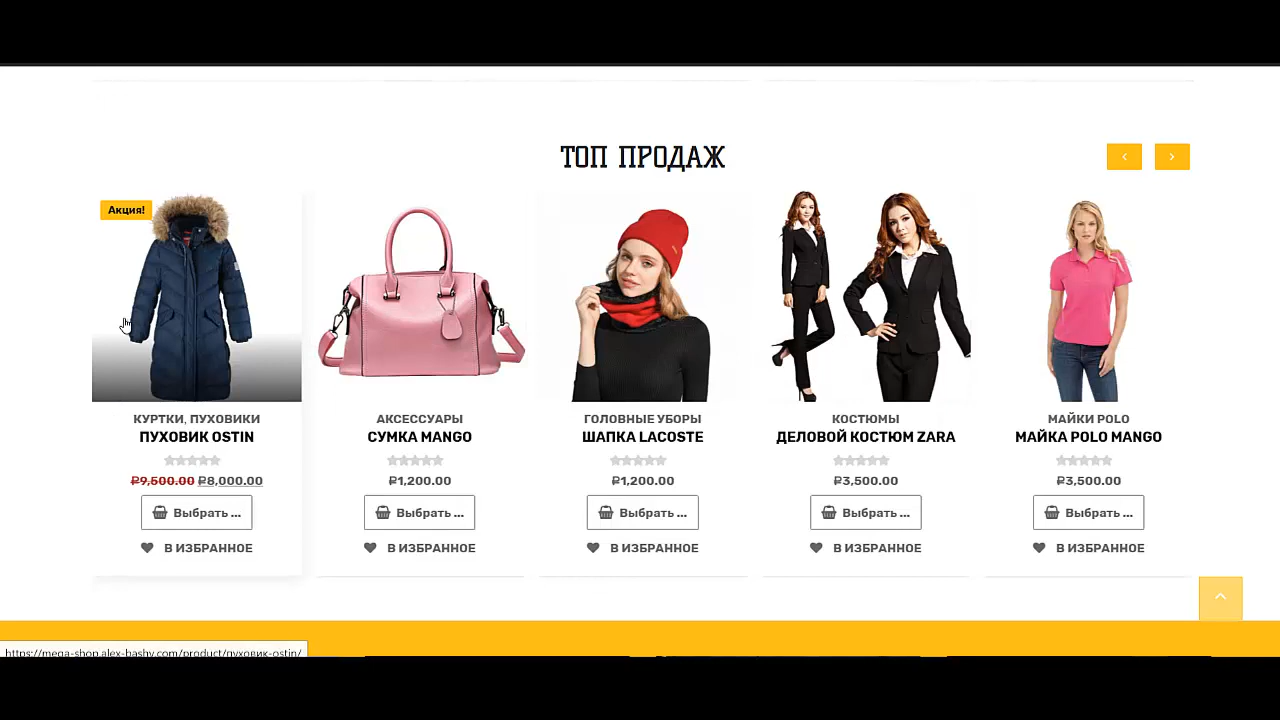 ТОП ПРОДАЖ
Акция!
КУРТКИ, ПУХОВИКИ
ПУХОВИК OSTIN
₽9,500.00 ₽8,000.00
Выбрать ...
В ИЗБРАННОЕ
АКСЕССУАРЫ
СУМКА MANGO
₽1,200.00
Выбрать ...
В ИЗБРАННОЕ
ГОЛОВНЫЕ УБОРЫ
ШАПКА LACOSTE
₽1,200.00
Выбрать ...
В ИЗБРАННОЕ
КОСТЮМЫ
ДЕЛОВОЙ КОСТЮМ ZARA
₽3,500.00
Выбрать ...
В ИЗБРАННОЕ
МАЙКИ POLO
МАЙКА POLO MANGO
₽3,500.00
Выбрать ...
В ИЗБРАННОЕ
https://mega-shop.alex-bashy.com/product/пуховик-ostin/